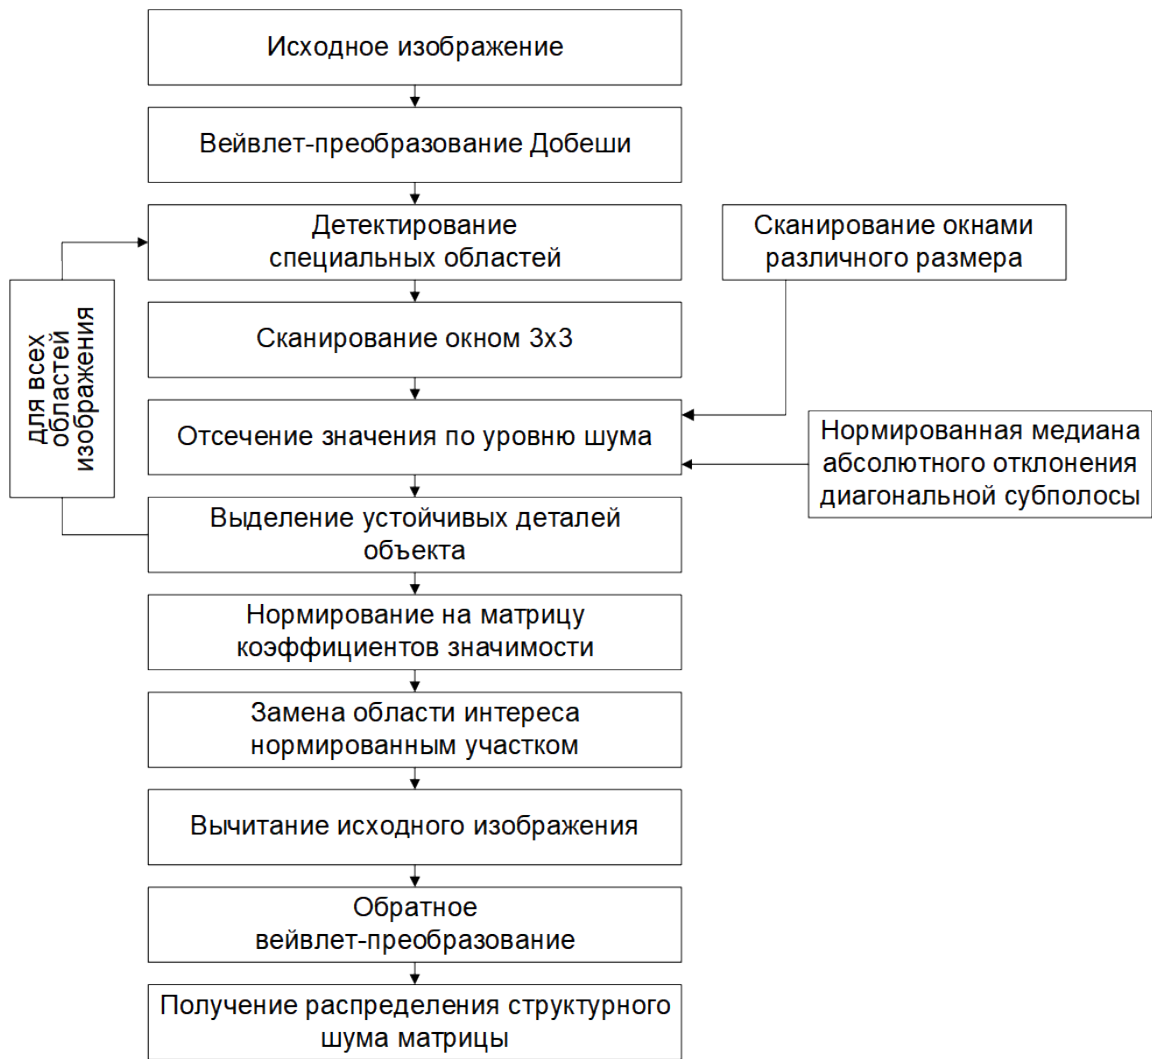 Исходное изображение
Вейвлет-преобразование Добеши
Детектирование
специальных областей
Сканирование окнами
различного размера
для всех
областей
изображения
Сканирование окном 3х3
Отсечение значения по уровню шума
Нормированная медиана
абсолютного отклонения
диагональной субполосы
Выделение устойчивых деталей
объекта
Нормирование на матрицу
коэффициентов значимости
Замена области интереса
нормированным участком
Вычитание исходного изображения
Обратное
вейвлет-преобразование
Получение распределения структурного
шума матрицы